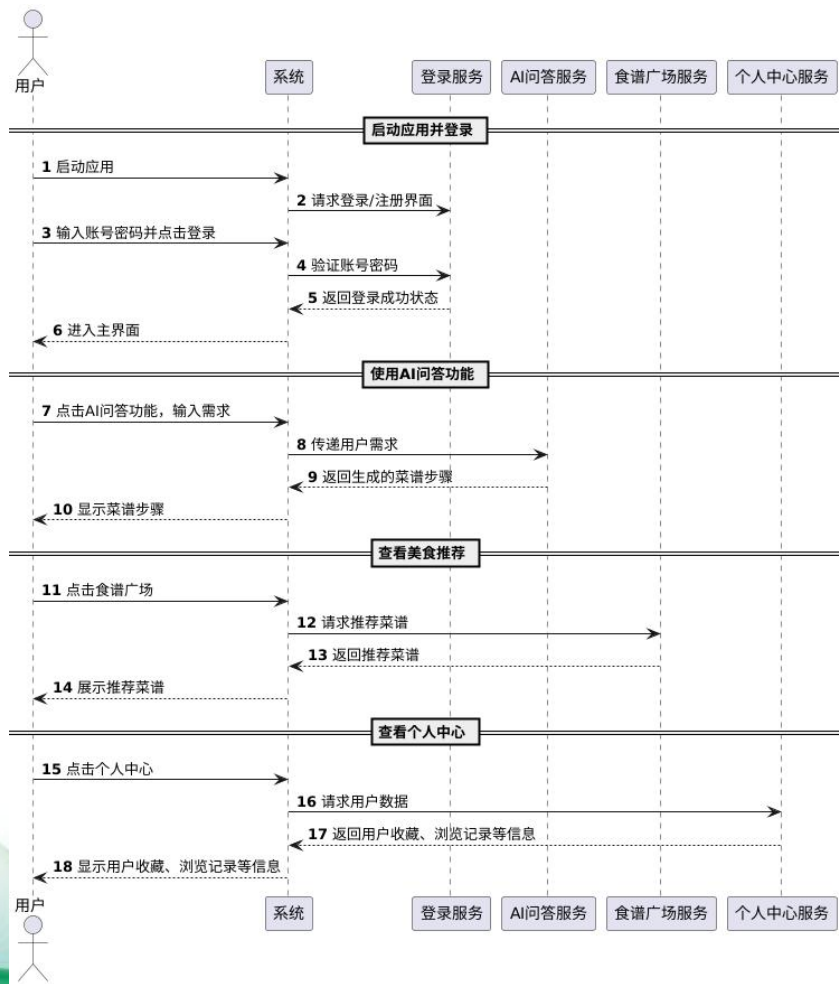 用户
系统
登录服务
AI问答服务
食谱广场服务
个人中心服务
启动应用并登录
1 启动应用
2 请求登录/注册界面
3 输入账号密码并点击登录
4 验证账号密码
5 返回登录成功状态
6 进入主界面
使用AI问答功能
7 点击AI问答功能，输入需求
8 传递用户需求
9 返回生成的菜谱步骤
10 显示菜谱步骤
查看美食推荐
11 点击食谱广场
12 请求推荐菜谱
13 返回推荐菜谱
14 展示推荐菜谱
查看个人中心
15 点击个人中心
16 请求用户数据
17 返回用户收藏、浏览记录等信息
18 显示用户收藏、浏览记录等信息
用户
系统
登录服务
AI问答服务
食谱广场服务
个人中心服务